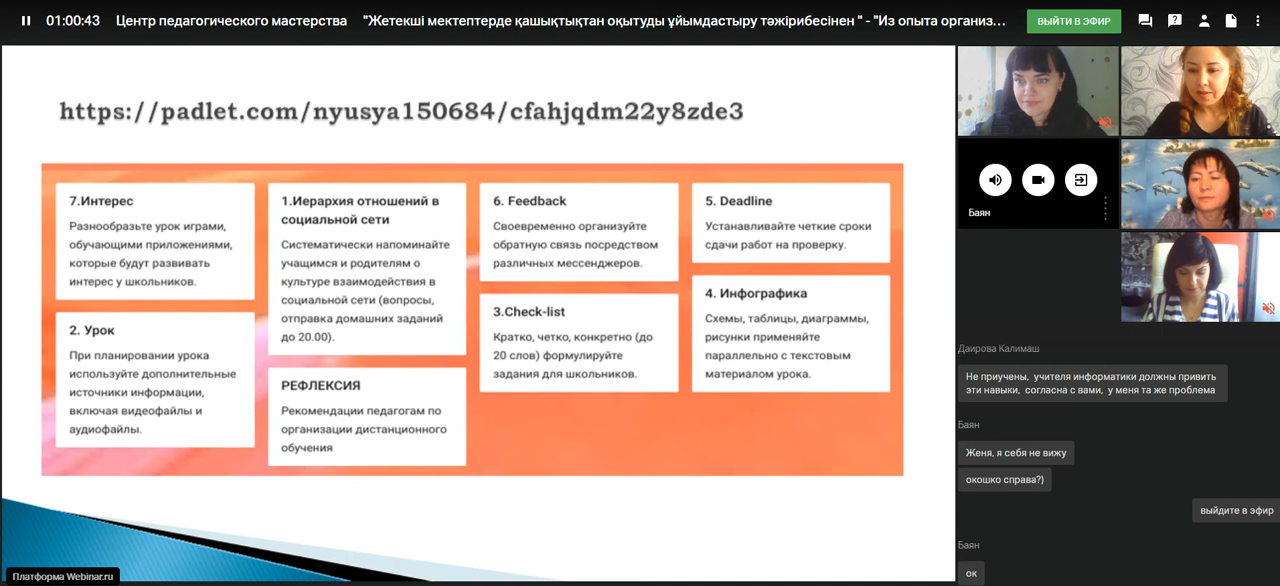 01:00:43 Центр педагогического мастерства "Жетекші мектептерде қашықтықтан оқытуды ұйымдастыру тәжірибесінен " - "Из опыта организ...
ВЫЙТИ В ЭФИР
https://padlet.com/nyusya150684/cfahjqdm22y8zde3
7.Интерес
Разнообразьте урок играми,
обучающими приложениями,
которые будут развивать
интерес у школьников.
2. Урок
При планировании урока
используйте дополнительные
источники информации,
включая видеофайлы и
аудиофайлы.
1.Иерархия отношений в
социальной сети
Систематически напоминайте
учащимся и родителям о
культуре взаимодействия в
социальной сети (вопросы,
отправка домашних заданий
до 20.00).
РЕФЛЕКСИЯ
Рекомендации педагогам по
организации дистанционного
обучения
6. Feedback
Своевременно организуйте
обратную связь посредством
различных мессенджеров.
3.Check-list
Кратко, четко, конкретно (до
20 слов) формулируйте
задания для школьников.
5. Deadline
Устанавливайте четкие сроки
сдачи работ на проверку.
4. Инфографика
Схемы, таблицы, диаграммы,
рисунки применяйте
параллельно с текстовым
материалом урока.
Платформа Webinar.ru
Баян
Даирова Калимаш
Не приучены, учителя информатики должны привить
эти навыки, согласна с вами, у меня та же проблема
Баян
Женя, я себя не вижу
окошко справа?)
выйдите в эфир
Баян
ок